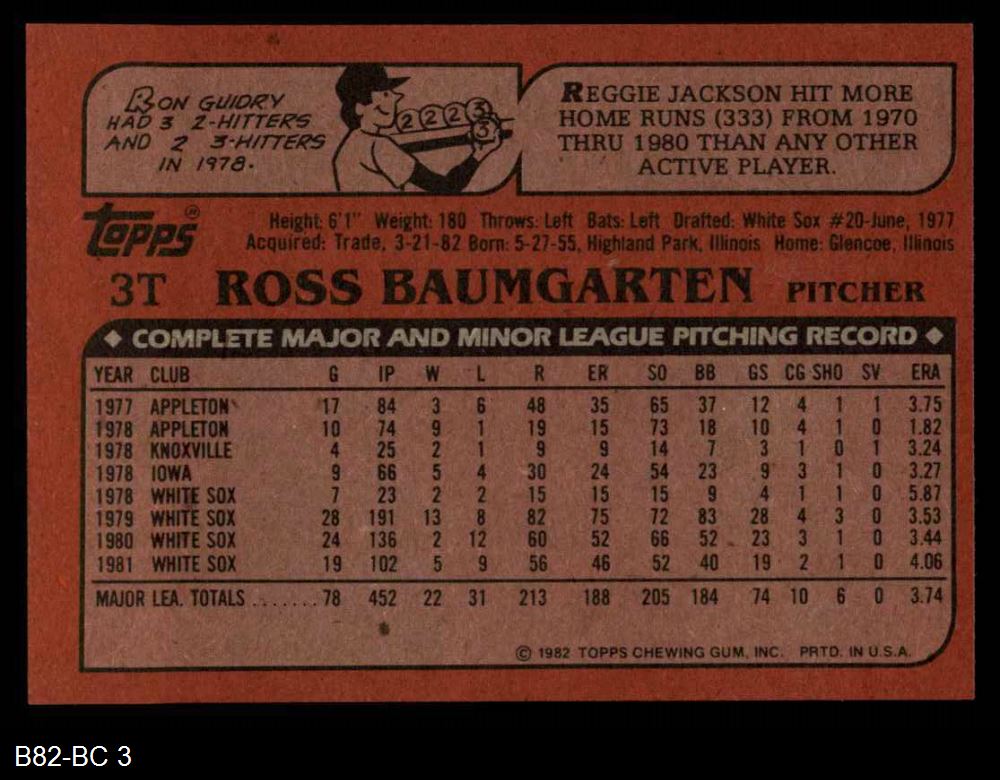 RON GUIDRY
HAD 3 2-HITTERS
AND 2 3-HITTERS
IN 1978.
2 2 2 3
3
REGGIE JACKSON HIT MORE
HOME RUNS (333) FROM 1970
THRU 1980 THAN ANY OTHER
ACTIVE PLAYER.
TOPPS ®
Height: 6'1" Weight: 180 Throws: Left Bats: Left Drafted: White Sox #20-June, 1977
Acquired: Trade, 3-21-82 Born: 5-27-55, Highland Park, Illinois Home: Glencoe, Illinois
3T ROSS BAUMGARTEN PITCHER
◆ COMPLETE MAJOR AND MINOR LEAGUE PITCHING RECORD ◆
YEAR CLUB G IP W L R ER SO BB GS CG SHO SV ERA
1977 APPLETON 17 84 3 6 48 35 65 37 12 4 1 1 3.75
1978 APPLETON 10 74 9 1 19 15 73 18 10 4 1 0 1.82
1978 KNOXVILLE 4 25 2 1 9 9 14 7 3 1 0 1 3.24
1978 IOWA 9 66 5 4 30 24 54 23 9 3 1 0 3.27
1978 WHITE SOX 7 23 2 2 15 15 15 9 4 1 1 0 5.87
1979 WHITE SOX 28 191 13 8 82 75 72 83 28 4 3 0 3.53
1980 WHITE SOX 24 136 2 12 60 52 66 52 23 3 1 0 3.44
1981 WHITE SOX 19 102 5 9 56 46 52 40 19 2 1 0 4.06
MAJOR LEA. TOTALS ....... 78 452 22 31 213 188 205 184 74 10 6 0 3.74
© 1982 TOPPS CHEWING GUM, INC. PRTD. IN U.S.A.
B82-BC 3